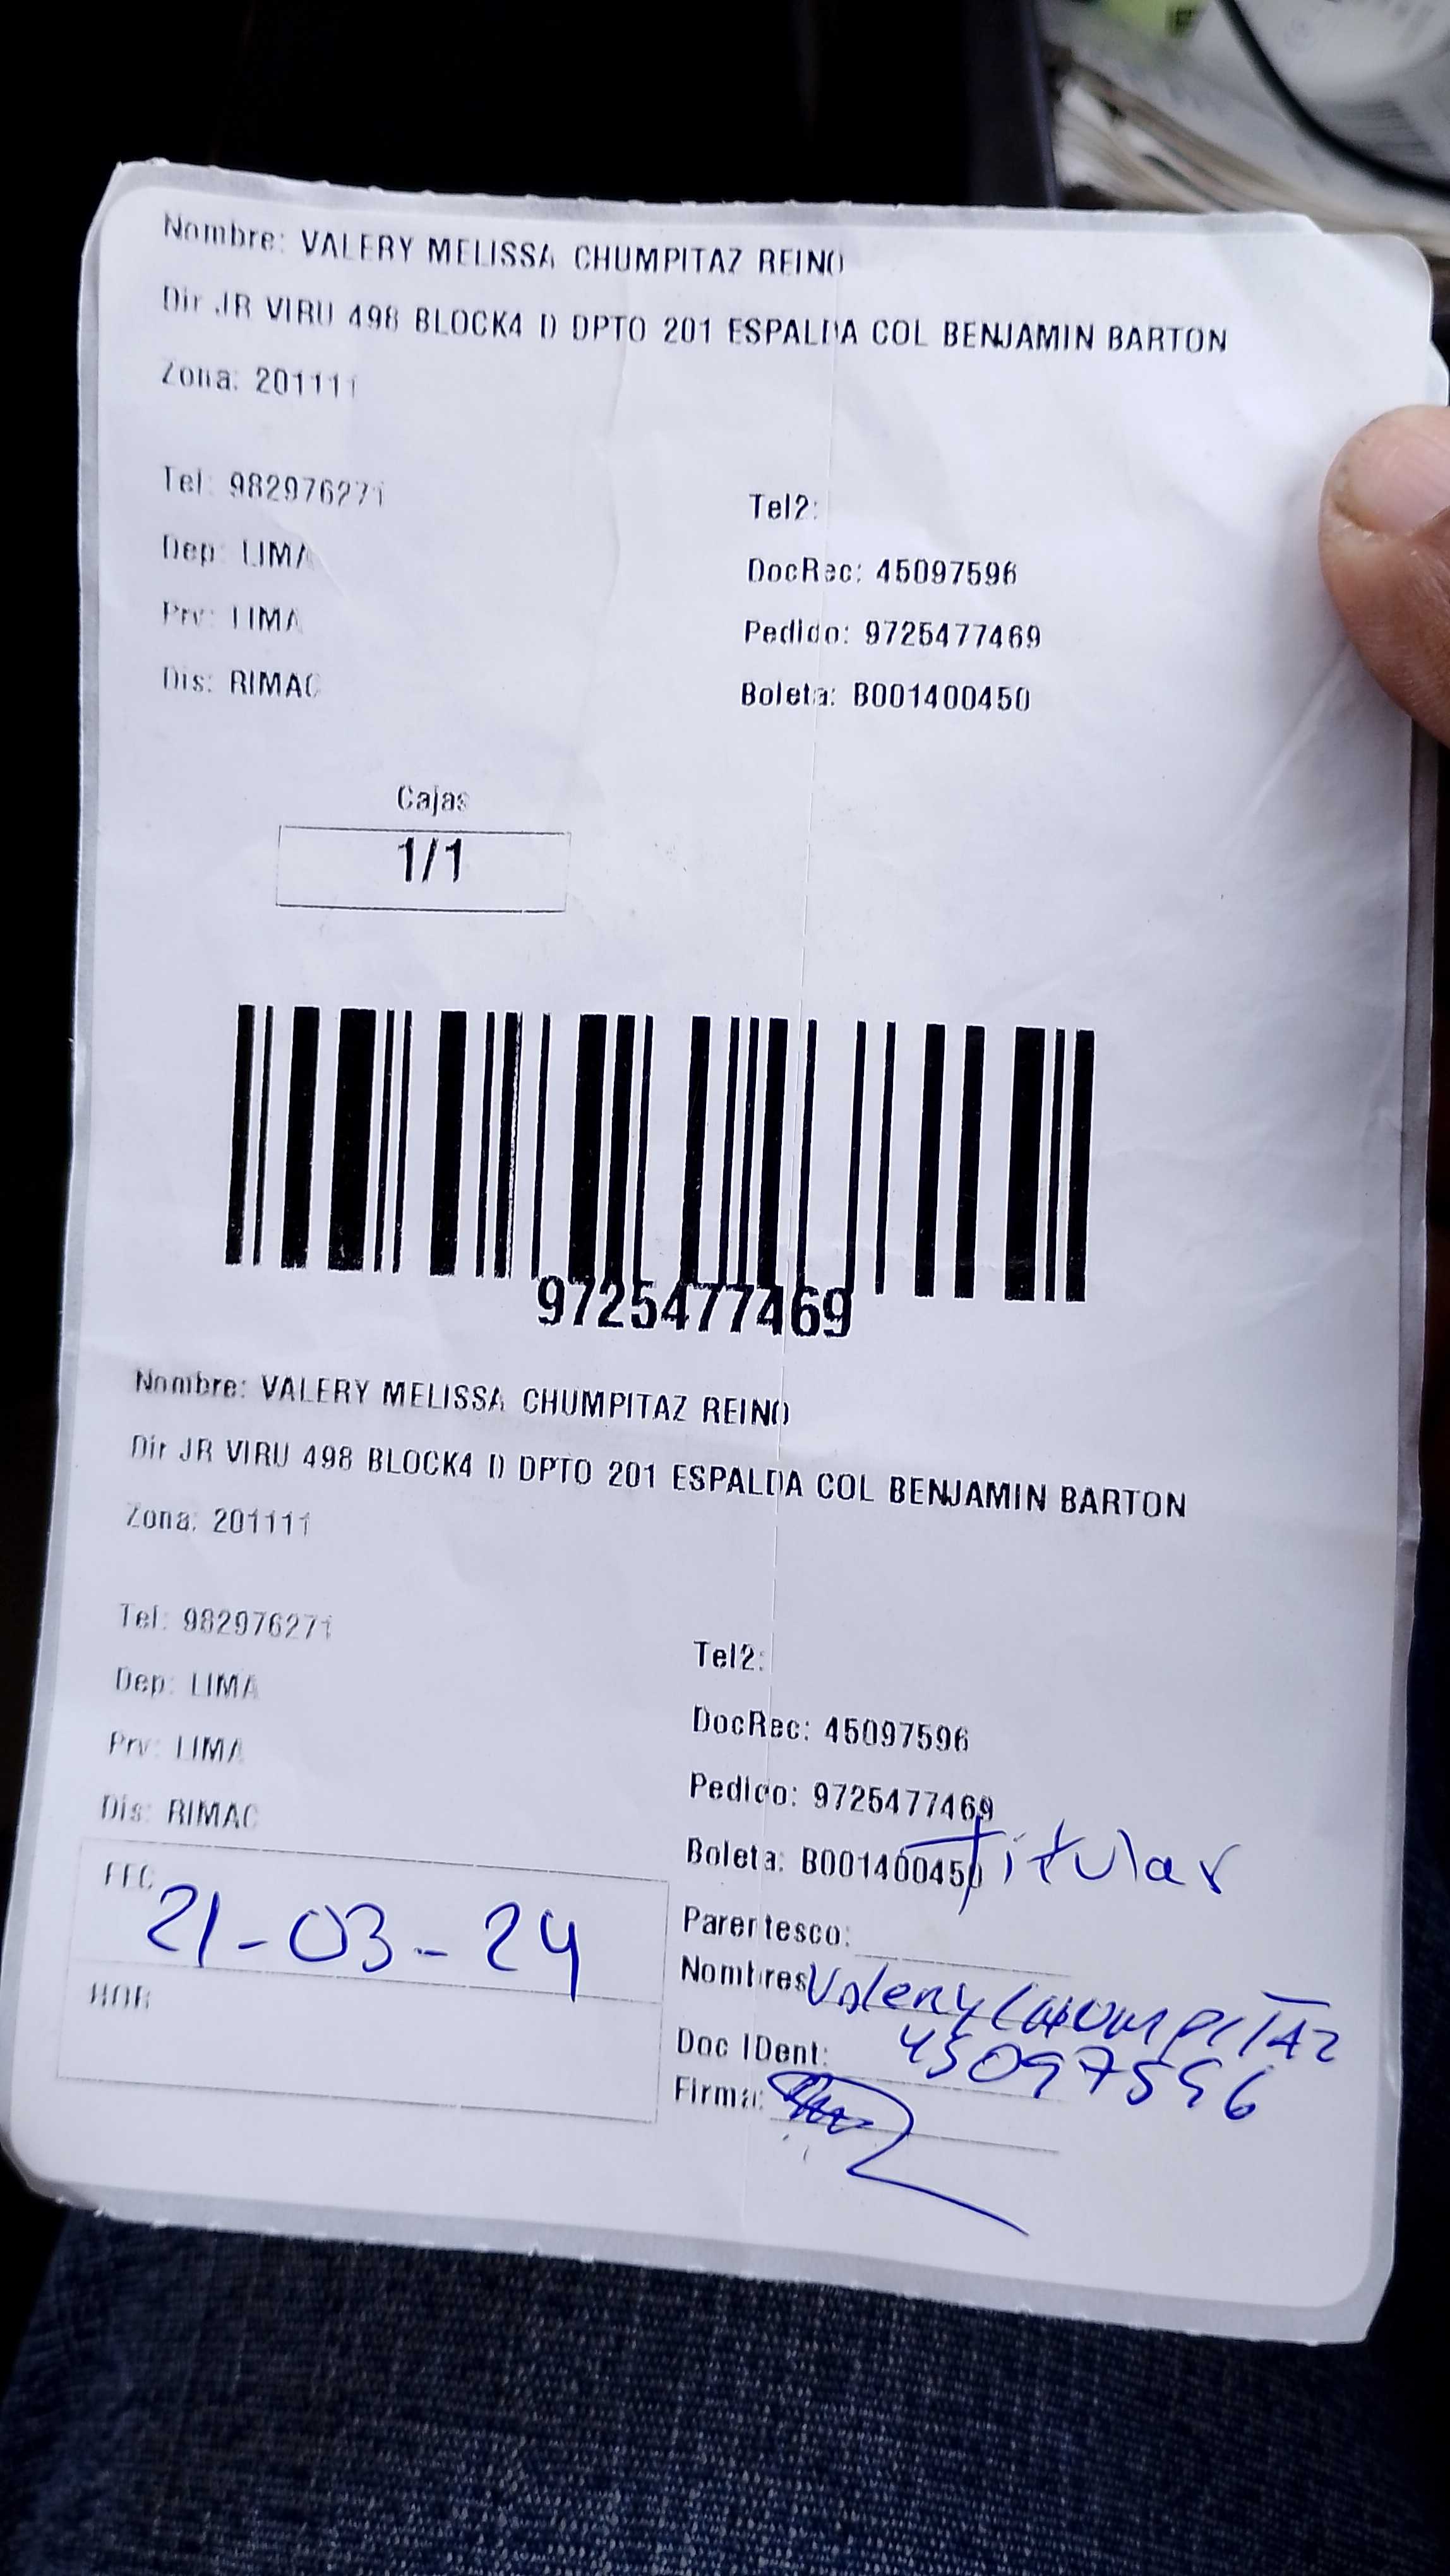 Nombre: VALERY MELISSA CHUMPITAZ REINO
Dir JR VIRU 498 BLOCK4 D DPTO 201 ESPALDA COL BENJAMIN BARTON
Zona: 201111
Tel: 982976271
Tel2:
Dep: LIMA
DocRec: 45097596
Prv: LIMA
Pedido: 9725477469
Dis: RIMAC
Boleta: B001400450
Cajas
1/1
9725477469
Nombre: VALERY MELISSA CHUMPITAZ REINO
Dir JR VIRU 498 BLOCK4 D DPTO 201 ESPALDA COL BENJAMIN BARTON
Zona: 201111
Tel: 982976271
Tel2:
Dep: LIMA
DocRec: 45097596
Prv: LIMA
Pedido: 9725477469
Dis: RIMAC
Boleta: B001400450
Titular
FEC
21-03-24
Parentesco:
Nombres Valery CHUMPITAZ
HOR
Doc IDent: 45097596
Firma: